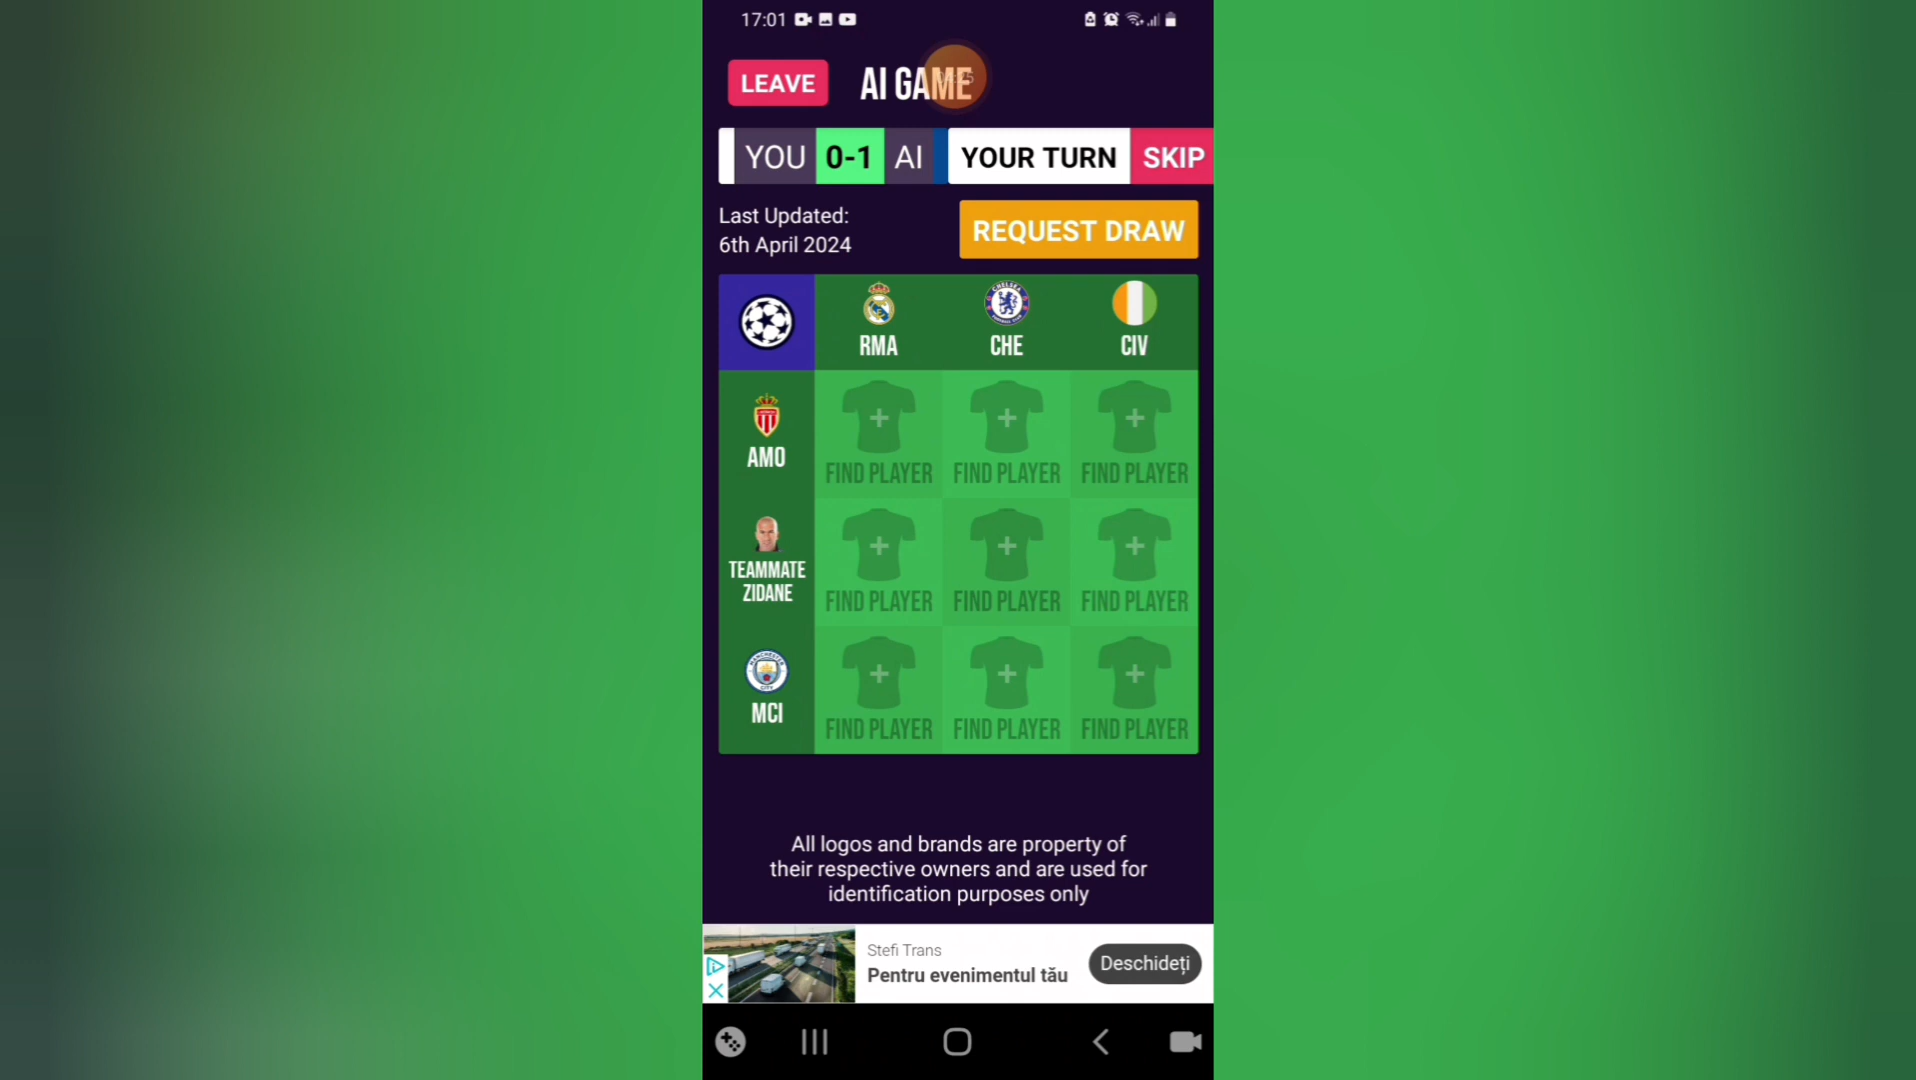 17:01
LEAVE
AI GAME
YOU 0-1 AI YOUR TURN SKIP
Last Updated:
6th April 2024
REQUEST DRAW
RMA CHE CIV
AMO
FIND PLAYER FIND PLAYER FIND PLAYER
TEAMMATE
ZIDANE
FIND PLAYER FIND PLAYER FIND PLAYER
MCI
FIND PLAYER FIND PLAYER FIND PLAYER
All logos and brands are property of
their respective owners and are used for
identification purposes only
Stefi Trans
Pentru evenimentul tău
Deschideți